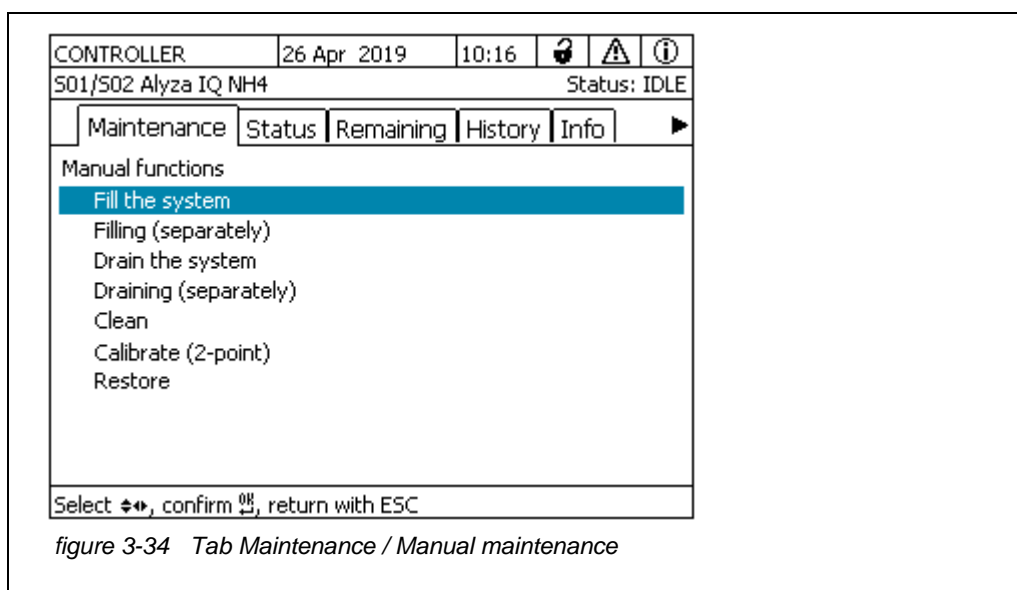 CONTROLLER 26 Apr 2019 10:16
S01/S02 Alyza IQ NH4 Status: IDLE
Maintenance Status Remaining History Info
Manual functions
Fill the system
Filling (separately)
Drain the system
Draining (separately)
Clean
Calibrate (2-point)
Restore
Select, confirm OK, return with ESC
figure 3-34 Tab Maintenance / Manual maintenance